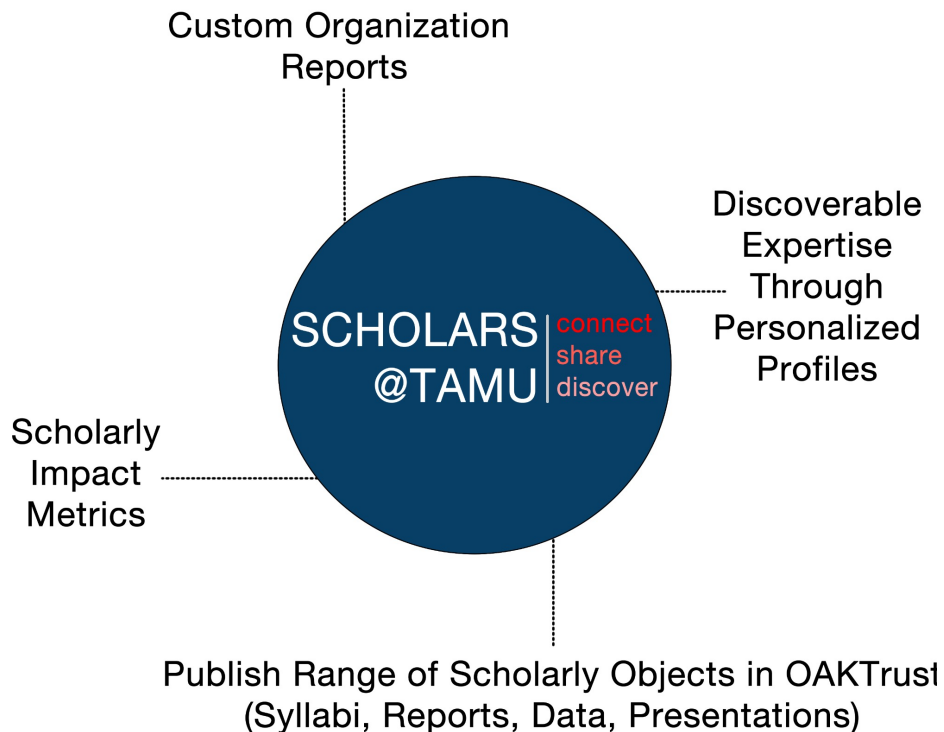 Custom Organization
Reports
Discoverable
Expertise
Through
Personalized
Profiles
SCHOLARS
@TAMU
connect
share
discover
Scholarly
Impact
Metrics
Publish Range of Scholarly Objects in OAKTrust
(Syllabi, Reports, Data, Presentations)